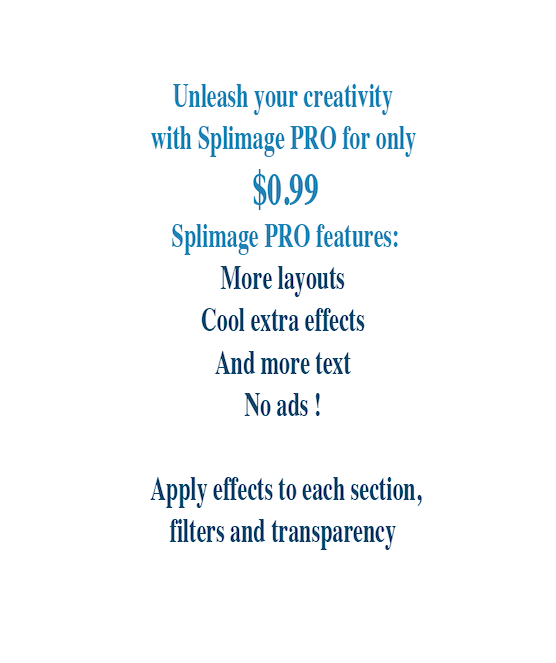 Unleash your creativity
with Splimage PRO for only
$0.99
Splimage PRO features:
More layouts
Cool extra effects
And more text
No ads !
Apply effects to each section,
filters and transparency